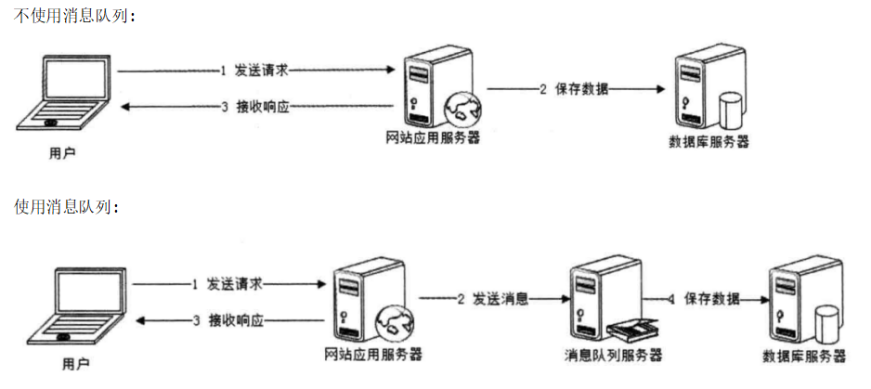 不使用消息队列：
1 发送请求
2 保存数据
3 接收响应
用户
网站应用服务器
数据库服务器
使用消息队列：
1 发送请求
2 发送消息
4 保存数据
3 接收响应
用户
网站应用服务器
消息队列服务器
数据库服务器